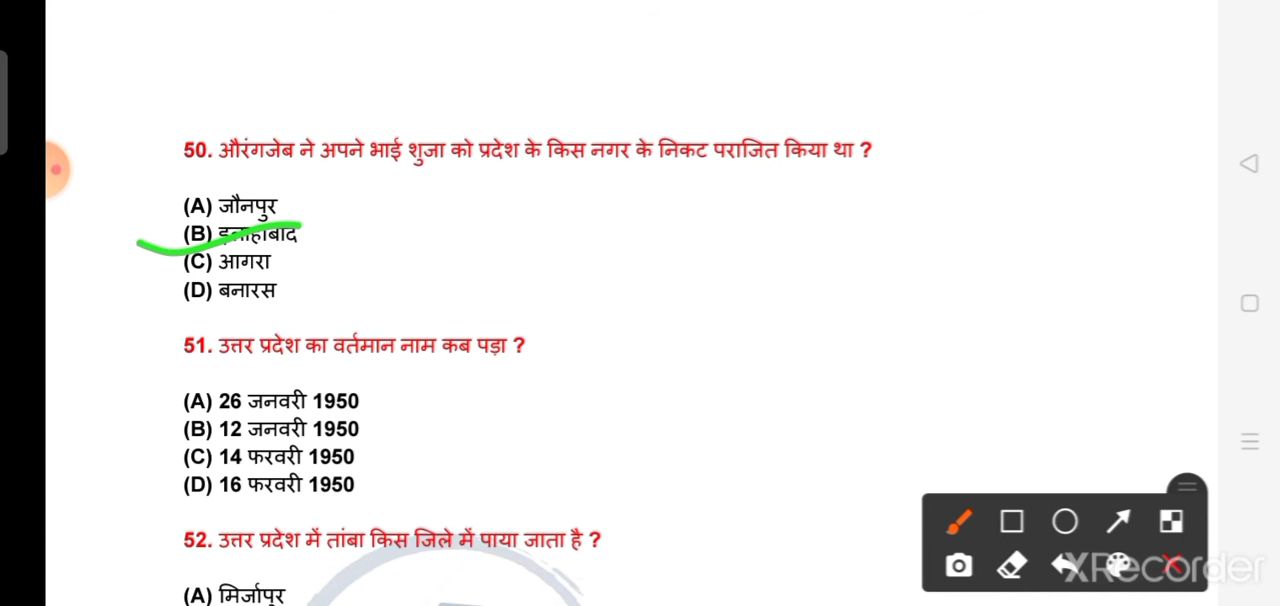 50. औरंगजेब ने अपने भाई शुजा को प्रदेश के किस नगर के निकट पराजित किया था ?
(A) जौनपुर
(B) इलाहाबाद
(C) आगरा
(D) बनारस
51. उत्तर प्रदेश का वर्तमान नाम कब पड़ा ?
(A) 26 जनवरी 1950
(B) 12 जनवरी 1950
(C) 14 फरवरी 1950
(D) 16 फरवरी 1950
52. उत्तर प्रदेश में तांबा किस जिले में पाया जाता है ?
(A) मिर्जापुर
XRecorder